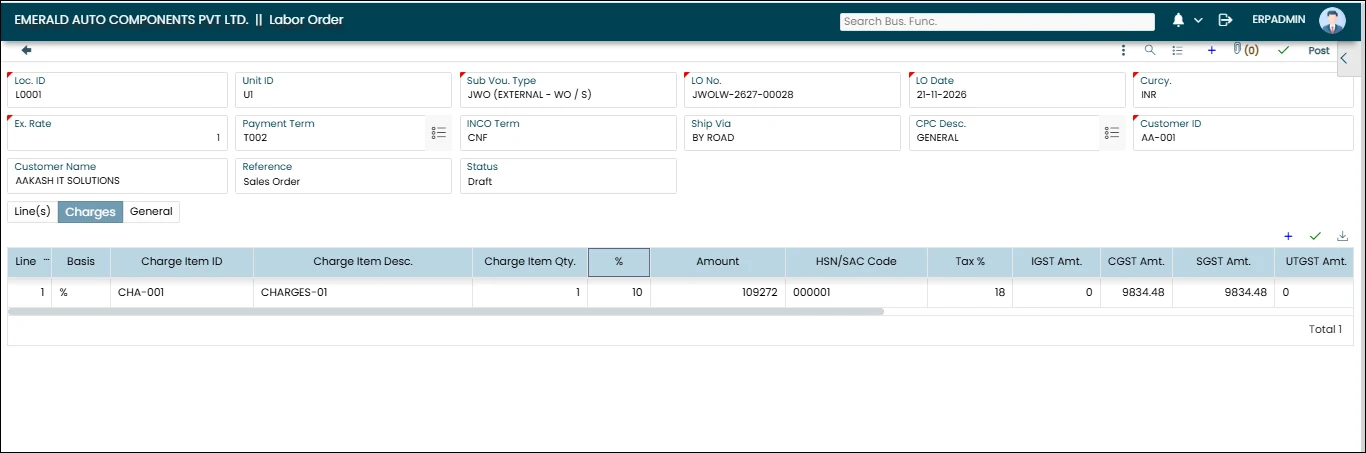 EMERALD AUTO COMPONENTS PVT LTD. || Labor Order
Search Bus. Func.
ERPADMIN
(0)
Post
Loc. ID
L0001
Unit ID
U1
Sub Vou. Type
JWO (EXTERNAL - WO / S)
LO No.
JWOLW-2627-00028
LO Date
21-11-2026
Curcy.
INR
Ex. Rate
1
Payment Term
T002
INCO Term
CNF
Ship Via
BY ROAD
CPC Desc.
GENERAL
Customer ID
AA-001
Customer Name
AAKASH IT SOLUTIONS
Reference
Sales Order
Status
Draft
Line(s) Charges General
Line ... Basis Charge Item ID Charge Item Desc. Charge Item Qty. % Amount HSN/SAC Code Tax % IGST Amt. CGST Amt. SGST Amt. UTGST Amt.
1 % CHA-001 CHARGES-01 1 10 109272 000001 18 0 9834.48 9834.48 0
Total 1